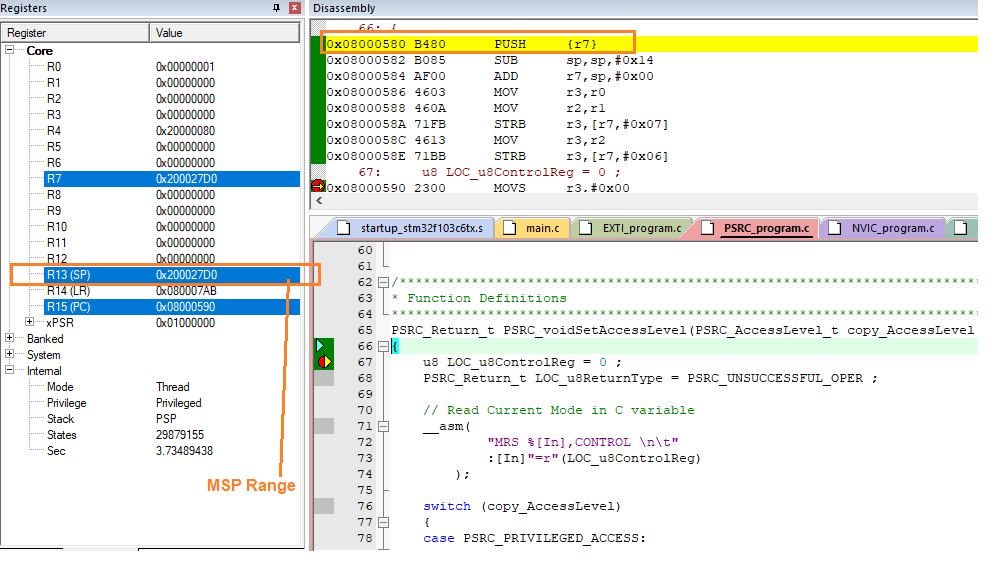 Registers
Register Value
Core
R0 0x00000001
R1 0x00000000
R2 0x00000000
R3 0x00000000
R4 0x20000080
R5 0x00000000
R6 0x00000000
R7 0x200027D0
R8 0x00000000
R9 0x00000000
R10 0x00000000
R11 0x00000000
R12 0x00000000
R13 (SP) 0x200027D0
R14 (LR) 0x080007AB
R15 (PC) 0x08000590
xPSR 0x01000000
Banked
System
Internal
Mode Thread
Privilege Privileged
Stack PSP
States 29879155
Sec 3.73489438
MSP Range
Disassembly
66: {
0x08000580 B480 PUSH {r7}
0x08000582 B085 SUB sp,sp,#0x14
0x08000584 AF00 ADD r7,sp,#0x00
0x08000586 4603 MOV r3,r0
0x08000588 460A MOV r2,r1
0x0800058A 71FB STRB r3,[r7,#0x07]
0x0800058C 4613 MOV r3,r2
0x0800058E 71BB STRB r3,[r7,#0x06]
67: u8 LOC_u8ControlReg = 0 ;
0x08000590 2300 MOVS r3,#0x00
startup_stm32f103c6tx.s main.c EXTI_program.c PSRC_program.c NVIC_program.c
60
61
62 /**************************************************************************
63 * Function Definitions
64 **************************************************************************
65 PSRC_Return_t PSRC_voidSetAccessLevel(PSRC_AccessLevel_t copy_AccessLevel
66 {
67 u8 LOC_u8ControlReg = 0 ;
68 PSRC_Return_t LOC_u8ReturnType = PSRC_UNSUCCESSFUL_OPER ;
69
70 // Read Current Mode in C variable
71 __asm(
72 "MRS %[In],CONTROL \n\t"
73 :[In]"=r"(LOC_u8ControlReg)
74 );
75
76 switch (copy_AccessLevel)
77 {
78 case PSRC_PRIVILEGED_ACCESS: